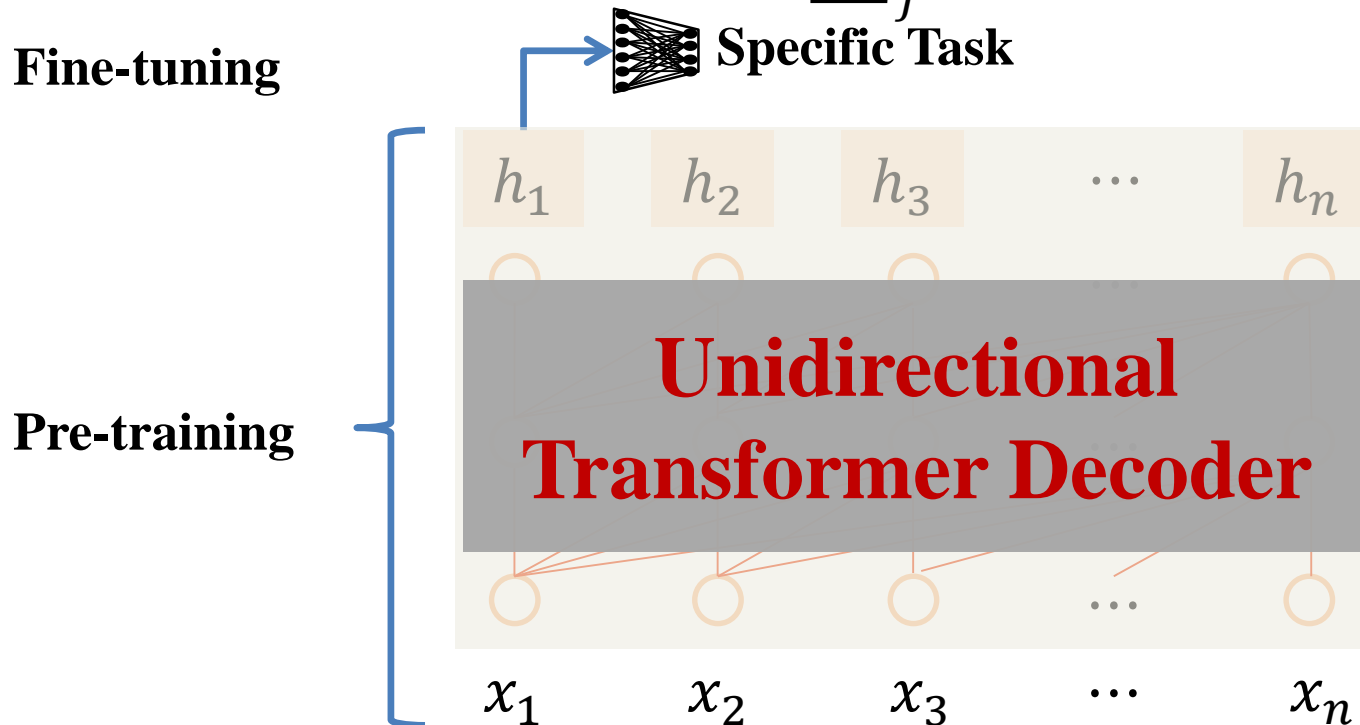 j
Specific Task
Fine-tuning
h₁ h₂ h₃ ⋯ hₙ
Unidirectional
Transformer Decoder
Pre-training
⋯
x₁ x₂ x₃ ⋯ xₙ